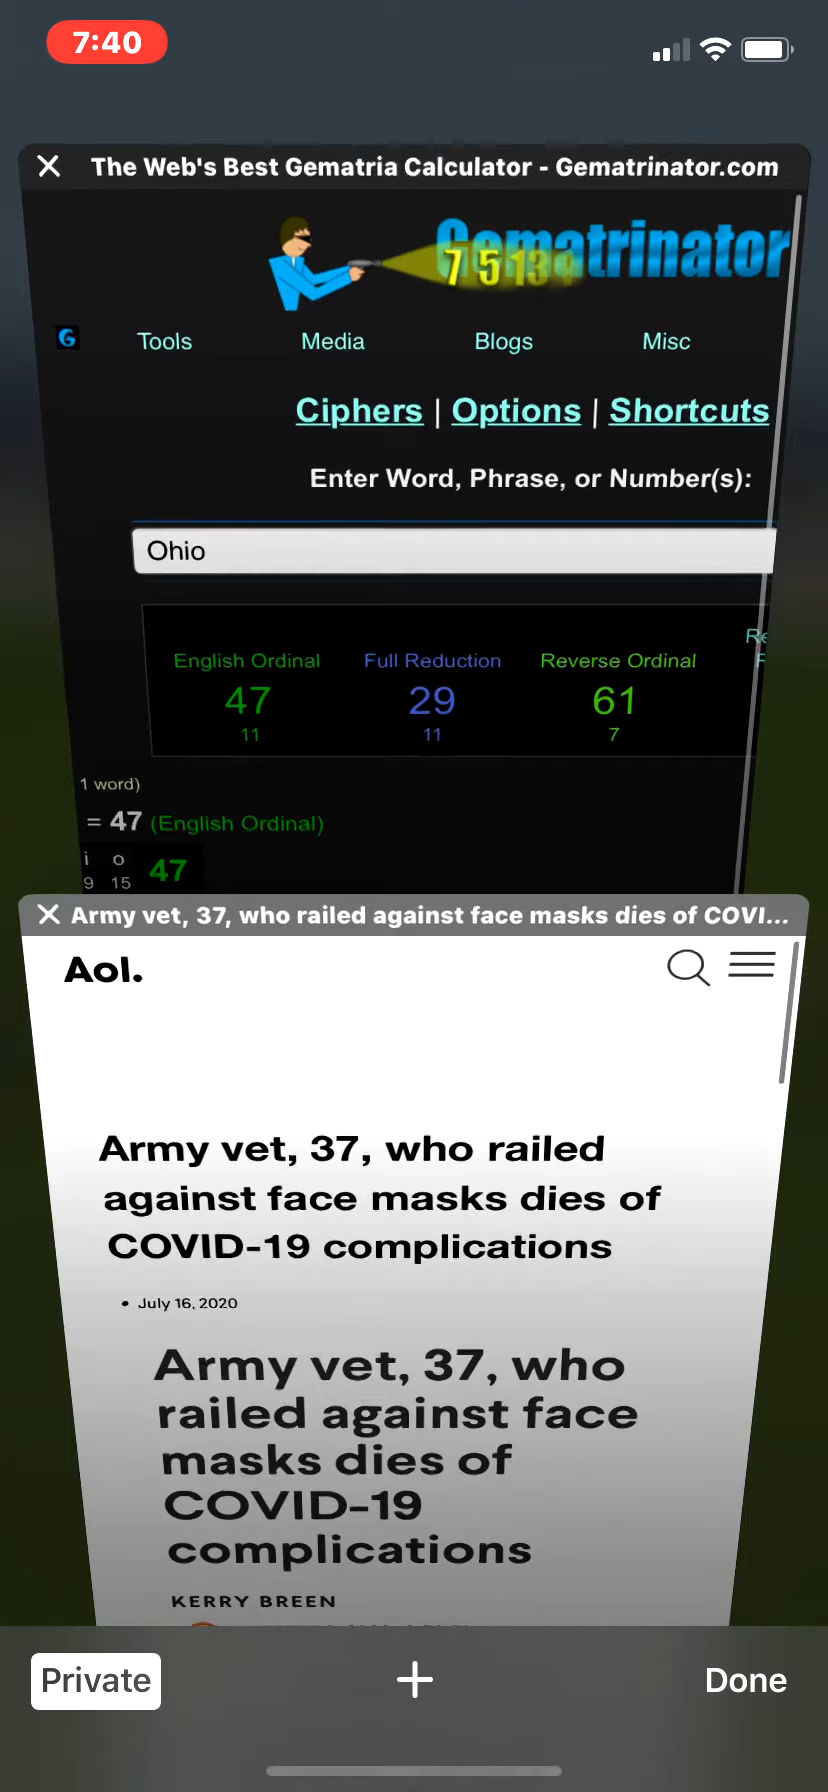 7:40
The Web's Best Gematria Calculator - Gematrinator.com
Gematrinator
7 5 13
G
Tools Media Blogs Misc
Ciphers | Options | Shortcuts
Enter Word, Phrase, or Number(s):
Ohio
English Ordinal Full Reduction Reverse Ordinal
47 29 61
11 11 7
1 word)
= 47 (English Ordinal)
i o 47
9 15
Army vet, 37, who railed against face masks dies of COVI...
Aol.
Army vet, 37, who railed
against face masks dies of
COVID-19 complications
• July 16, 2020
Army vet, 37, who
railed against face
masks dies of
COVID-19
complications
KERRY BREEN
Private + Done